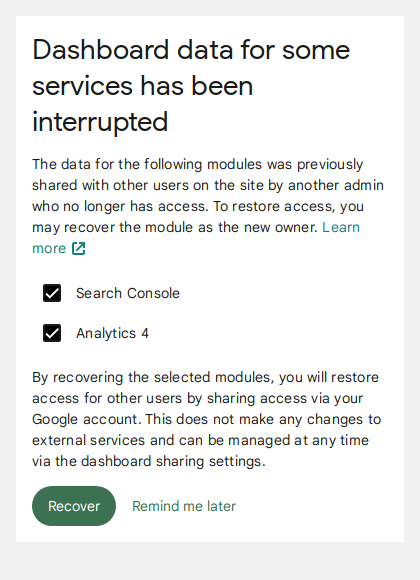 Dashboard data for some
services has been
interrupted
The data for the following modules was previously
shared with other users on the site by another admin
who no longer has access. To restore access, you
may recover the module as the new owner. Learn
more
Search Console
Analytics 4
By recovering the selected modules, you will restore
access for other users by sharing access via your
Google account. This does not make any changes to
external services and can be managed at any time
via the dashboard sharing settings.
Recover Remind me later